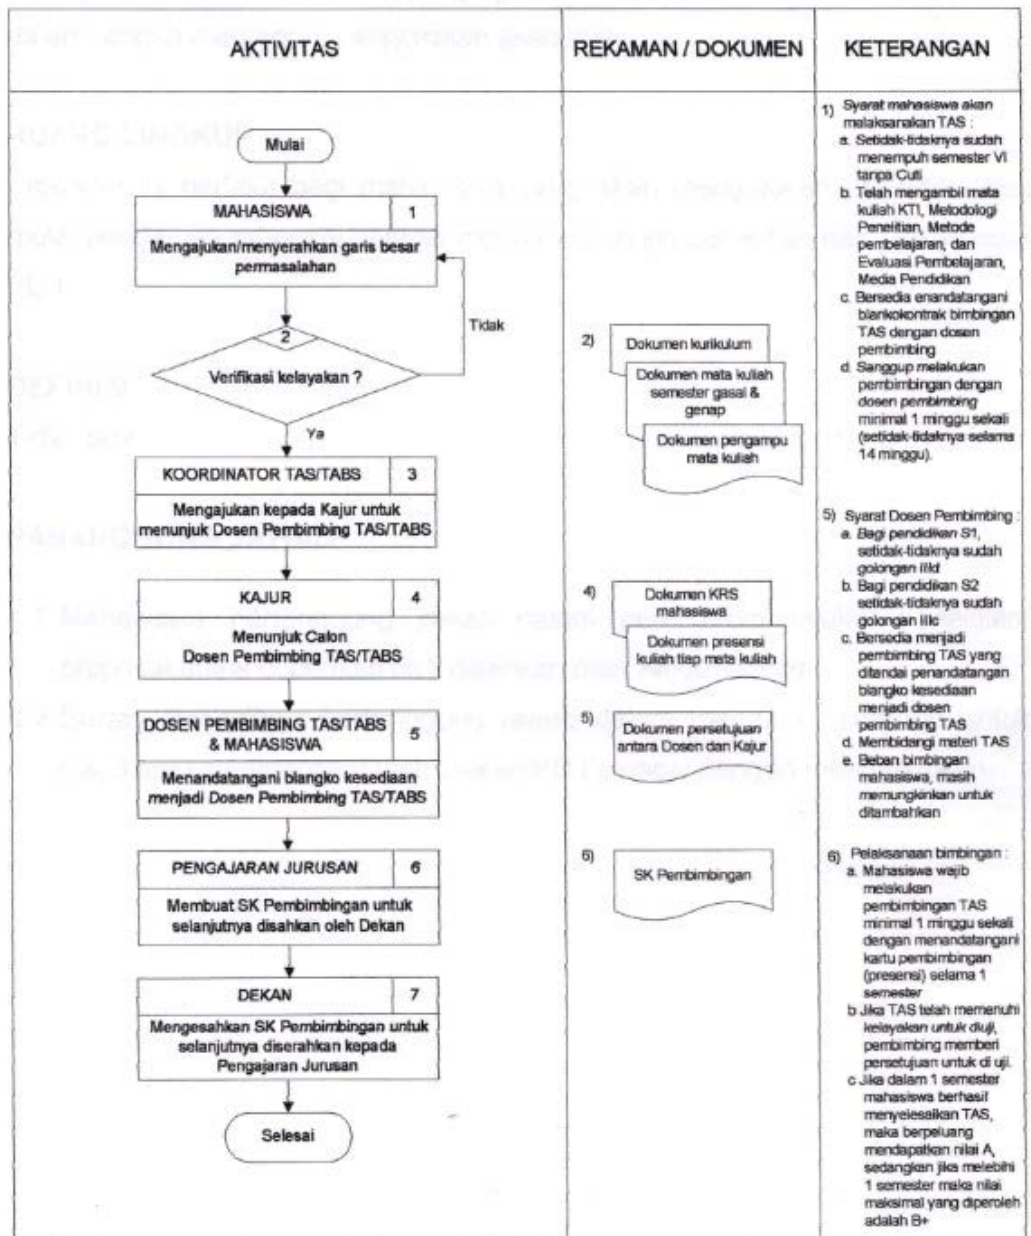 AKTIVITAS
REKAMAN / DOKUMEN
KETERANGAN
Mulai
MAHASISWA
1
Mengajukan/menyerahkan garis besar
permasalahan
2
Verifikasi kelayakan ?
Tidak
Ya
KOORDINATOR TAS/TABS
3
Mengajukan kepada Kajur untuk
menunjuk Dosen Pembimbing TAS/TABS
KAJUR
4
Menunjuk Calon
Dosen Pembimbing TAS/TABS
DOSEN PEMBIMBING TAS/TABS
& MAHASISWA
5
Menandatangani blangko kesediaan
menjadi Dosen Pembimbing TAS/TABS
PENGAJARAN JURUSAN
6
Membuat SK Pembimbingan untuk
selanjutnya disahkan oleh Dekan
DEKAN
7
Mengesahkan SK Pembimbingan untuk
selanjutnya diserahkan kepada
Pengajaran Jurusan
Selesai
2)
Dokumen kurikulum
Dokumen mata kuliah
semester gasal &
genap
Dokumen pengampu
mata kuliah
4)
Dokumen KRS
mahasiswa
Dokumen presensi
kuliah tiap mata kuliah
5)
Dokumen persetujuan
antara Dosen dan Kajur
6)
SK Pembimbingan
1) Syarat mahasiswa akan
melaksanakan TAS :
a. Setidak-tidaknya sudah
menempuh semester VI
tanpa Cuti
b. Telah mengambil mata
kuliah KTI, Metodologi
Penelitian, Metode
pembelajaran, dan
Evaluasi Pembelajaran,
Media Pendidikan
c. Bersedia enandatangani
blankokontrak bimbingan
TAS dengan dosen
pembimbing
d. Sanggup melakukan
pembimbingan dengan
dosen pembimbing
minimal 1 minggu sekali
(setidak-tidaknya selama
14 minggu).
5) Syarat Dosen Pembimbing :
a. Bagi pendidikan S1,
setidak-tidaknya sudah
golongan IIId
b. Bagi pendidikan S2
setidak-tidaknya sudah
golongan IIIc
c. Bersedia menjadi
pembimbing TAS yang
ditandai penandatangan
blangko kesediaan
menjadi dosen
pembimbing TAS
d. Membidangi materi TAS
e. Beban bimbingan
mahasiswa, masih
memungkinkan untuk
ditambahkan
6) Pelaksanaan bimbingan :
a. Mahasiswa wajib
melakukan
pembimbingan TAS
minimal 1 minggu sekali
dengan menandatangani
kartu pembimbingan
(presensi) selama 1
semester
b Jika TAS telah memenuhi
kelayakan untuk diuji,
pembimbing memberi
persetujuan untuk di uji.
c Jika dalam 1 semester
mahasiswa berhasil
menyelesaikan TAS,
maka berpeluang
mendapatkan nilai A,
sedangkan jika melebihi
1 semester maka nilai
maksimal yang diperoleh
adalah B+